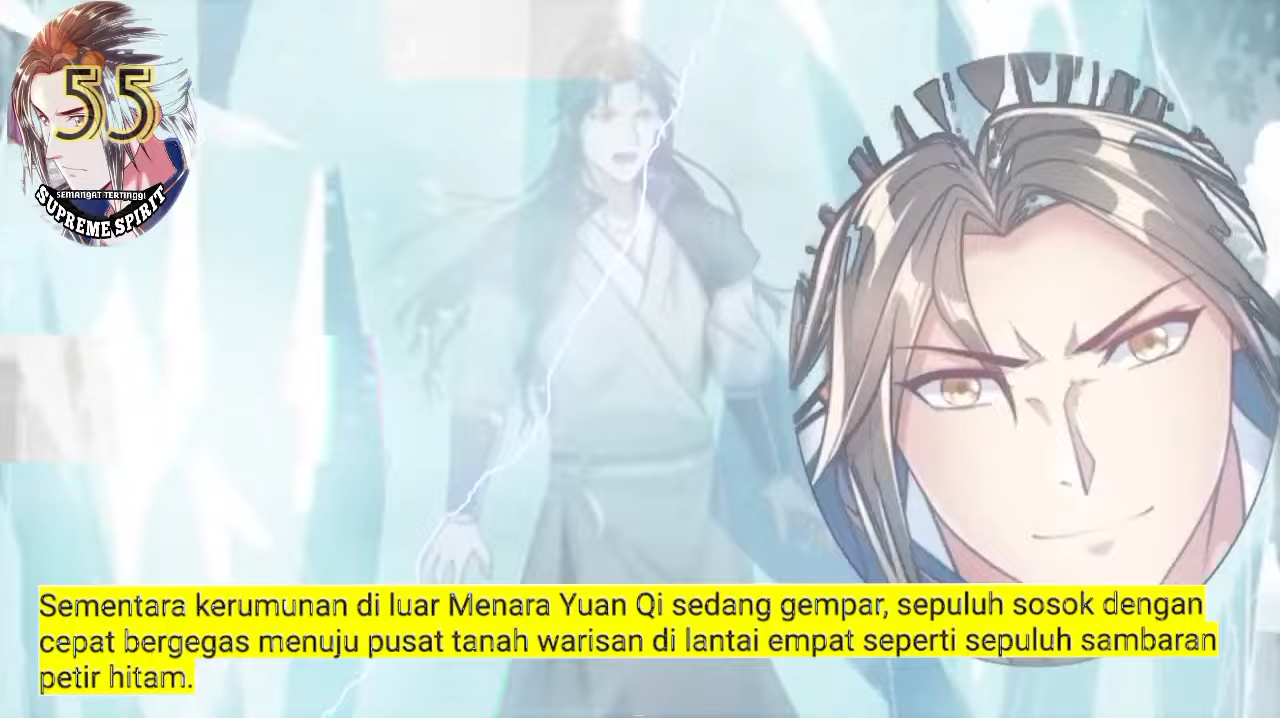 55
SEMANGAT TERTINGGI
SUPREME SPIRIT
Sementara kerumunan di luar Menara Yuan Qi sedang gempar, sepuluh sosok dengan
cepat bergegas menuju pusat tanah warisan di lantai empat seperti sepuluh sambaran
petir hitam.